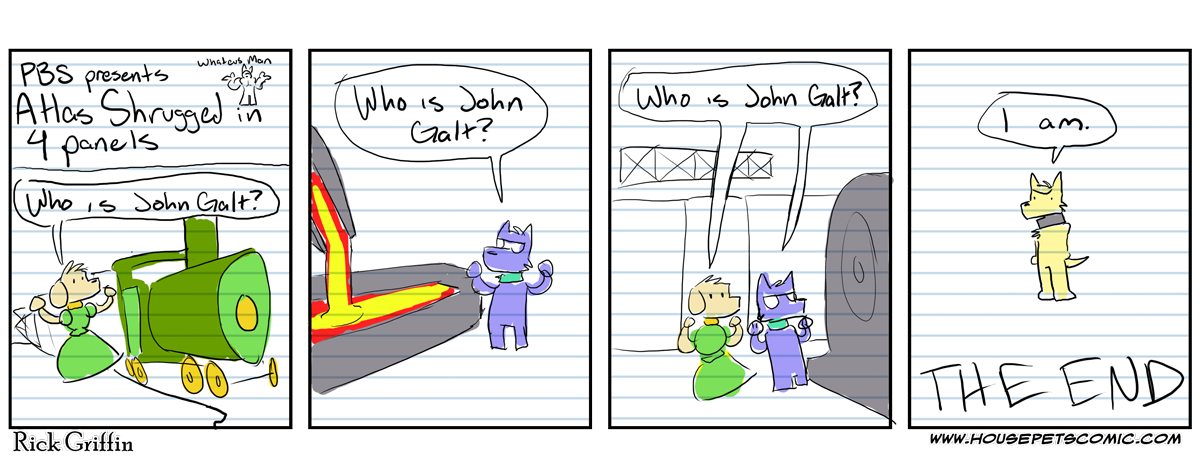 PBS presents
Whateus Man
Atlas Shrugged in
4 panels
Who is John Galt?
Who is John
Galt?
Who is John Galt?
I am.
THE END
Rick Griffin
WWW.HOUSEPETSCOMIC.COM